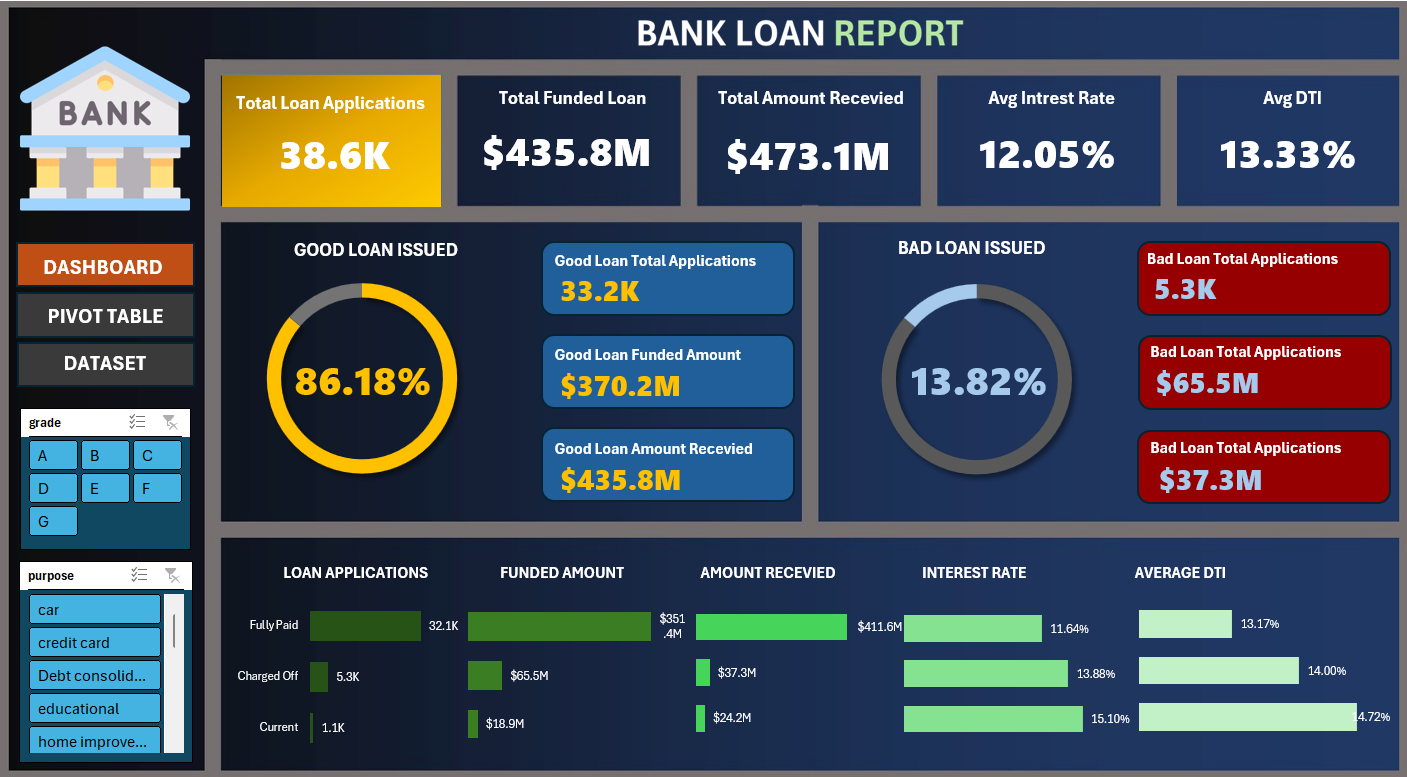 BANK LOAN REPORT
BANK
Total Loan Applications
38.6K
Total Funded Loan
$435.8M
Total Amount Recevied
$473.1M
Avg Intrest Rate
12.05%
Avg DTI
13.33%
DASHBOARD
PIVOT TABLE
DATASET
grade
A B C
D E F
G
purpose
car
credit card
Debt consolid...
educational
home improve...
GOOD LOAN ISSUED
86.18%
Good Loan Total Applications
33.2K
Good Loan Funded Amount
$370.2M
Good Loan Amount Recevied
$435.8M
BAD LOAN ISSUED
13.82%
Bad Loan Total Applications
5.3K
Bad Loan Total Applications
$65.5M
Bad Loan Total Applications
$37.3M
LOAN APPLICATIONS
Fully Paid 32.1K
Charged Off 5.3K
Current 1.1K
FUNDED AMOUNT
$351
.4M
$65.5M
$18.9M
AMOUNT RECEVIED
$411.6M
$37.3M
$24.2M
INTEREST RATE
11.64%
13.88%
15.10%
AVERAGE DTI
13.17%
14.00%
14.72%